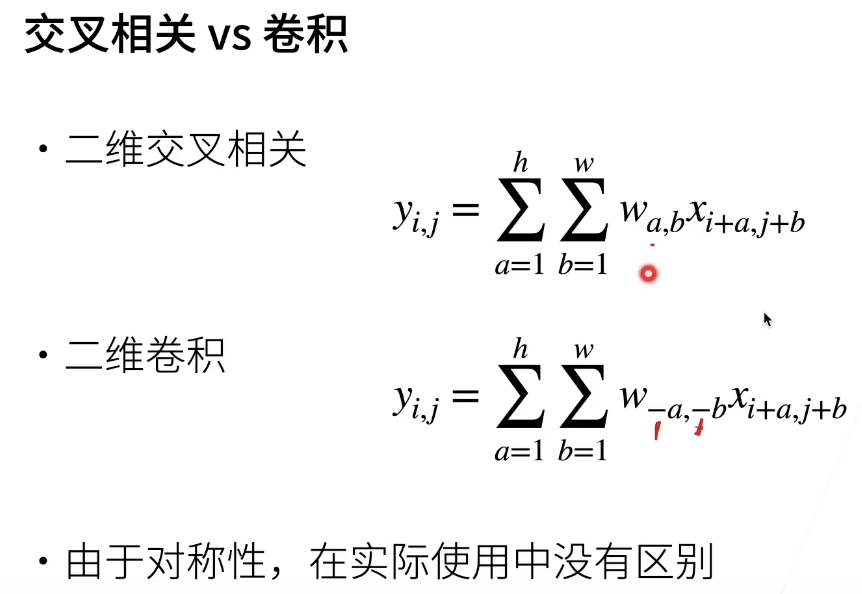 交叉相关 vs 卷积
• 二维交叉相关
$y_{i,j} = \sum_{a=1}^{h} \sum_{b=1}^{w} w_{a,b} x_{i+a,j+b}$
• 二维卷积
$y_{i,j} = \sum_{a=1}^{h} \sum_{b=1}^{w} w_{-a,-b} x_{i+a,j+b}$
• 由于对称性，在实际使用中没有区别